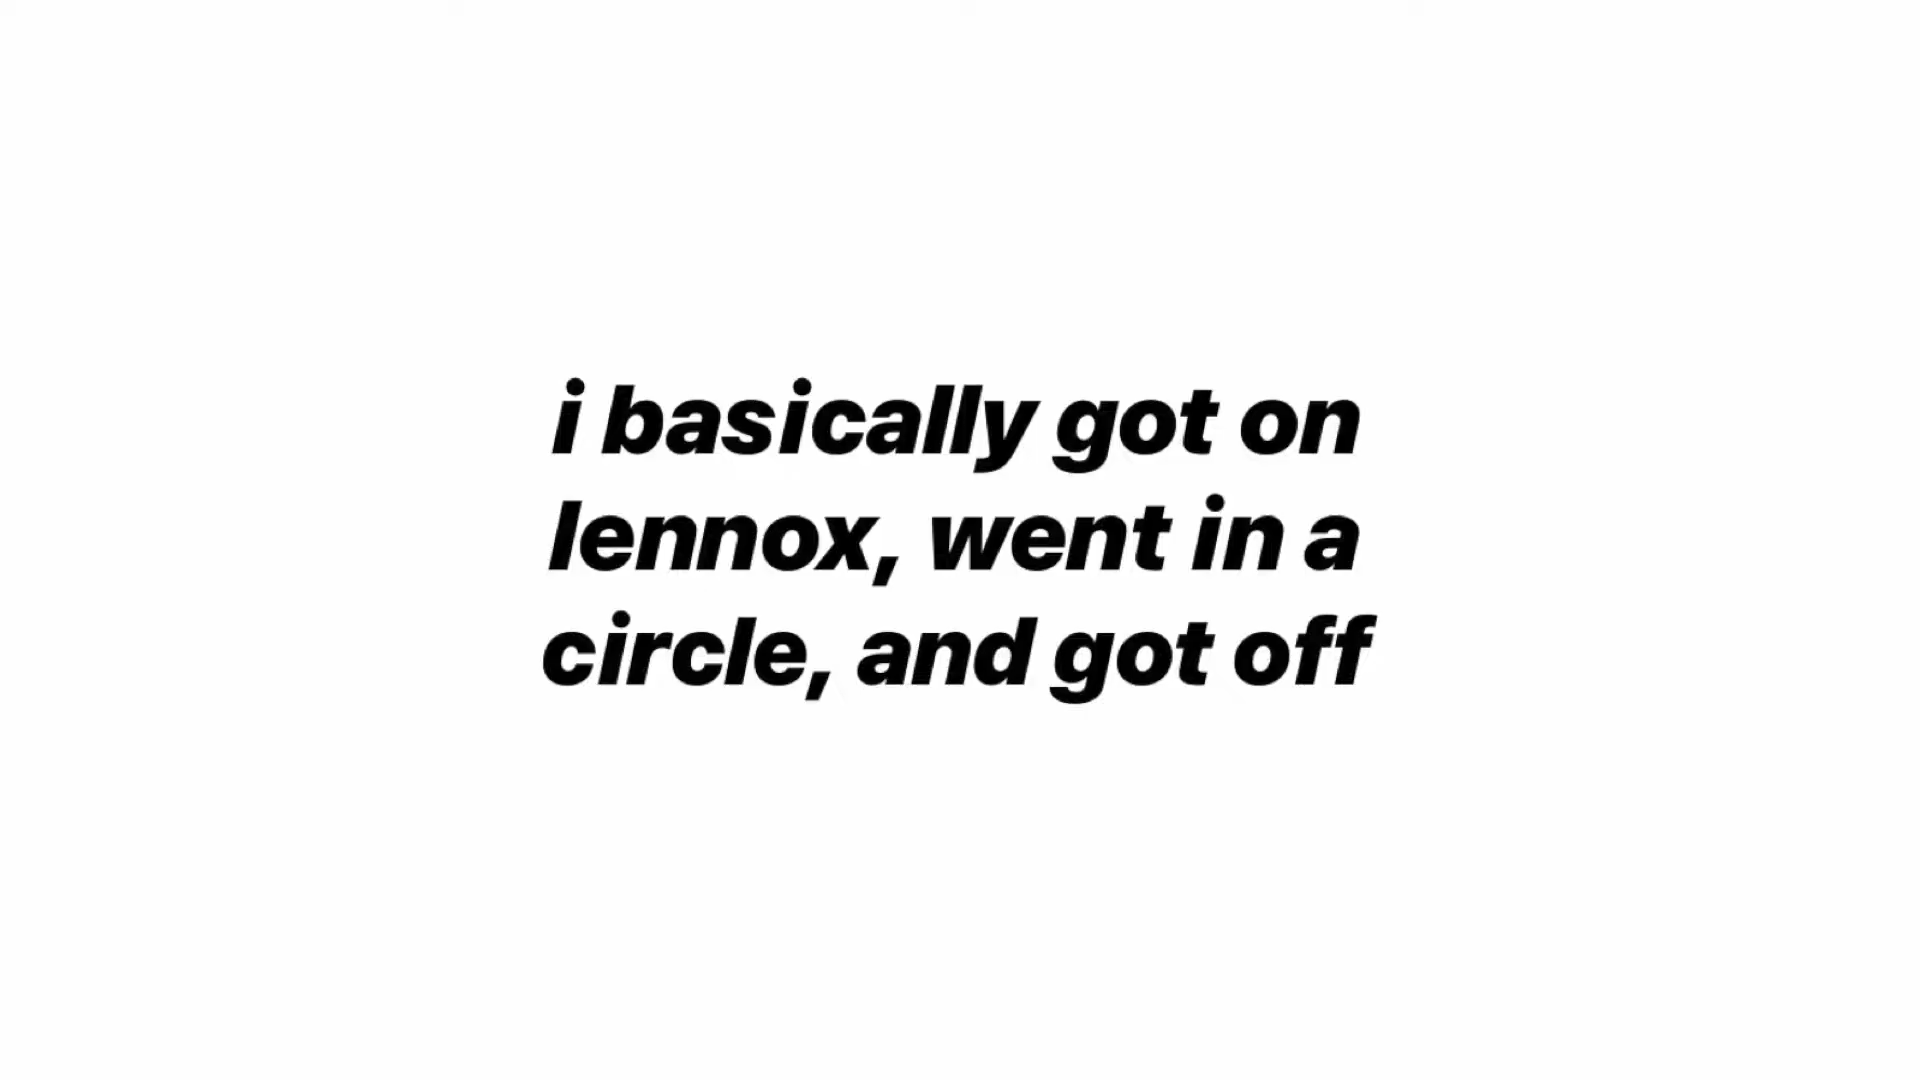 i basically got on
lennox, went in a
circle, and got off